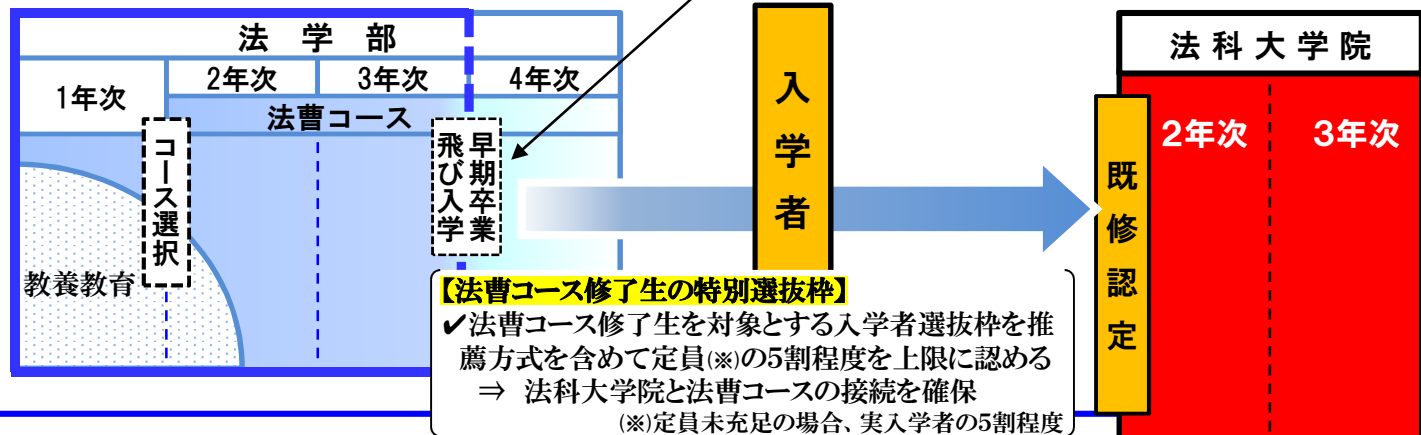 法学部
1年次
2年次
3年次
4年次
法曹コース
コース選択
早期卒業
飛び入学
教養教育
入学者
【法曹コース修了生の特別選抜枠】
✔法曹コース修了生を対象とする入学者選抜枠を推
薦方式を含めて定員(※)の5割程度を上限に認める
⇒ 法科大学院と法曹コースの接続を確保
(※)定員未充足の場合、実入学者の5割程度
法科大学院
既修認定
2年次
3年次